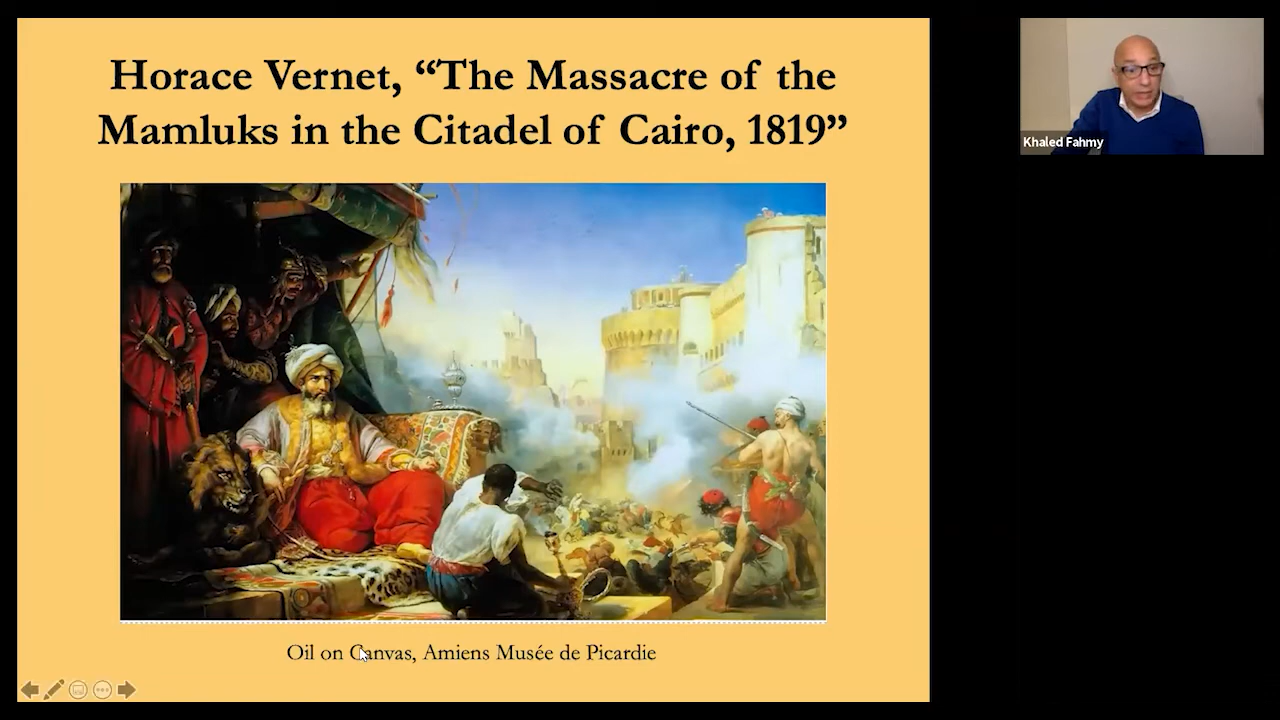 Horace Vernet, “The Massacre of the
Mamluks in the Citadel of Cairo, 1819”
Oil on Canvas, Amiens Musée de Picardie
Khaled Fahmy